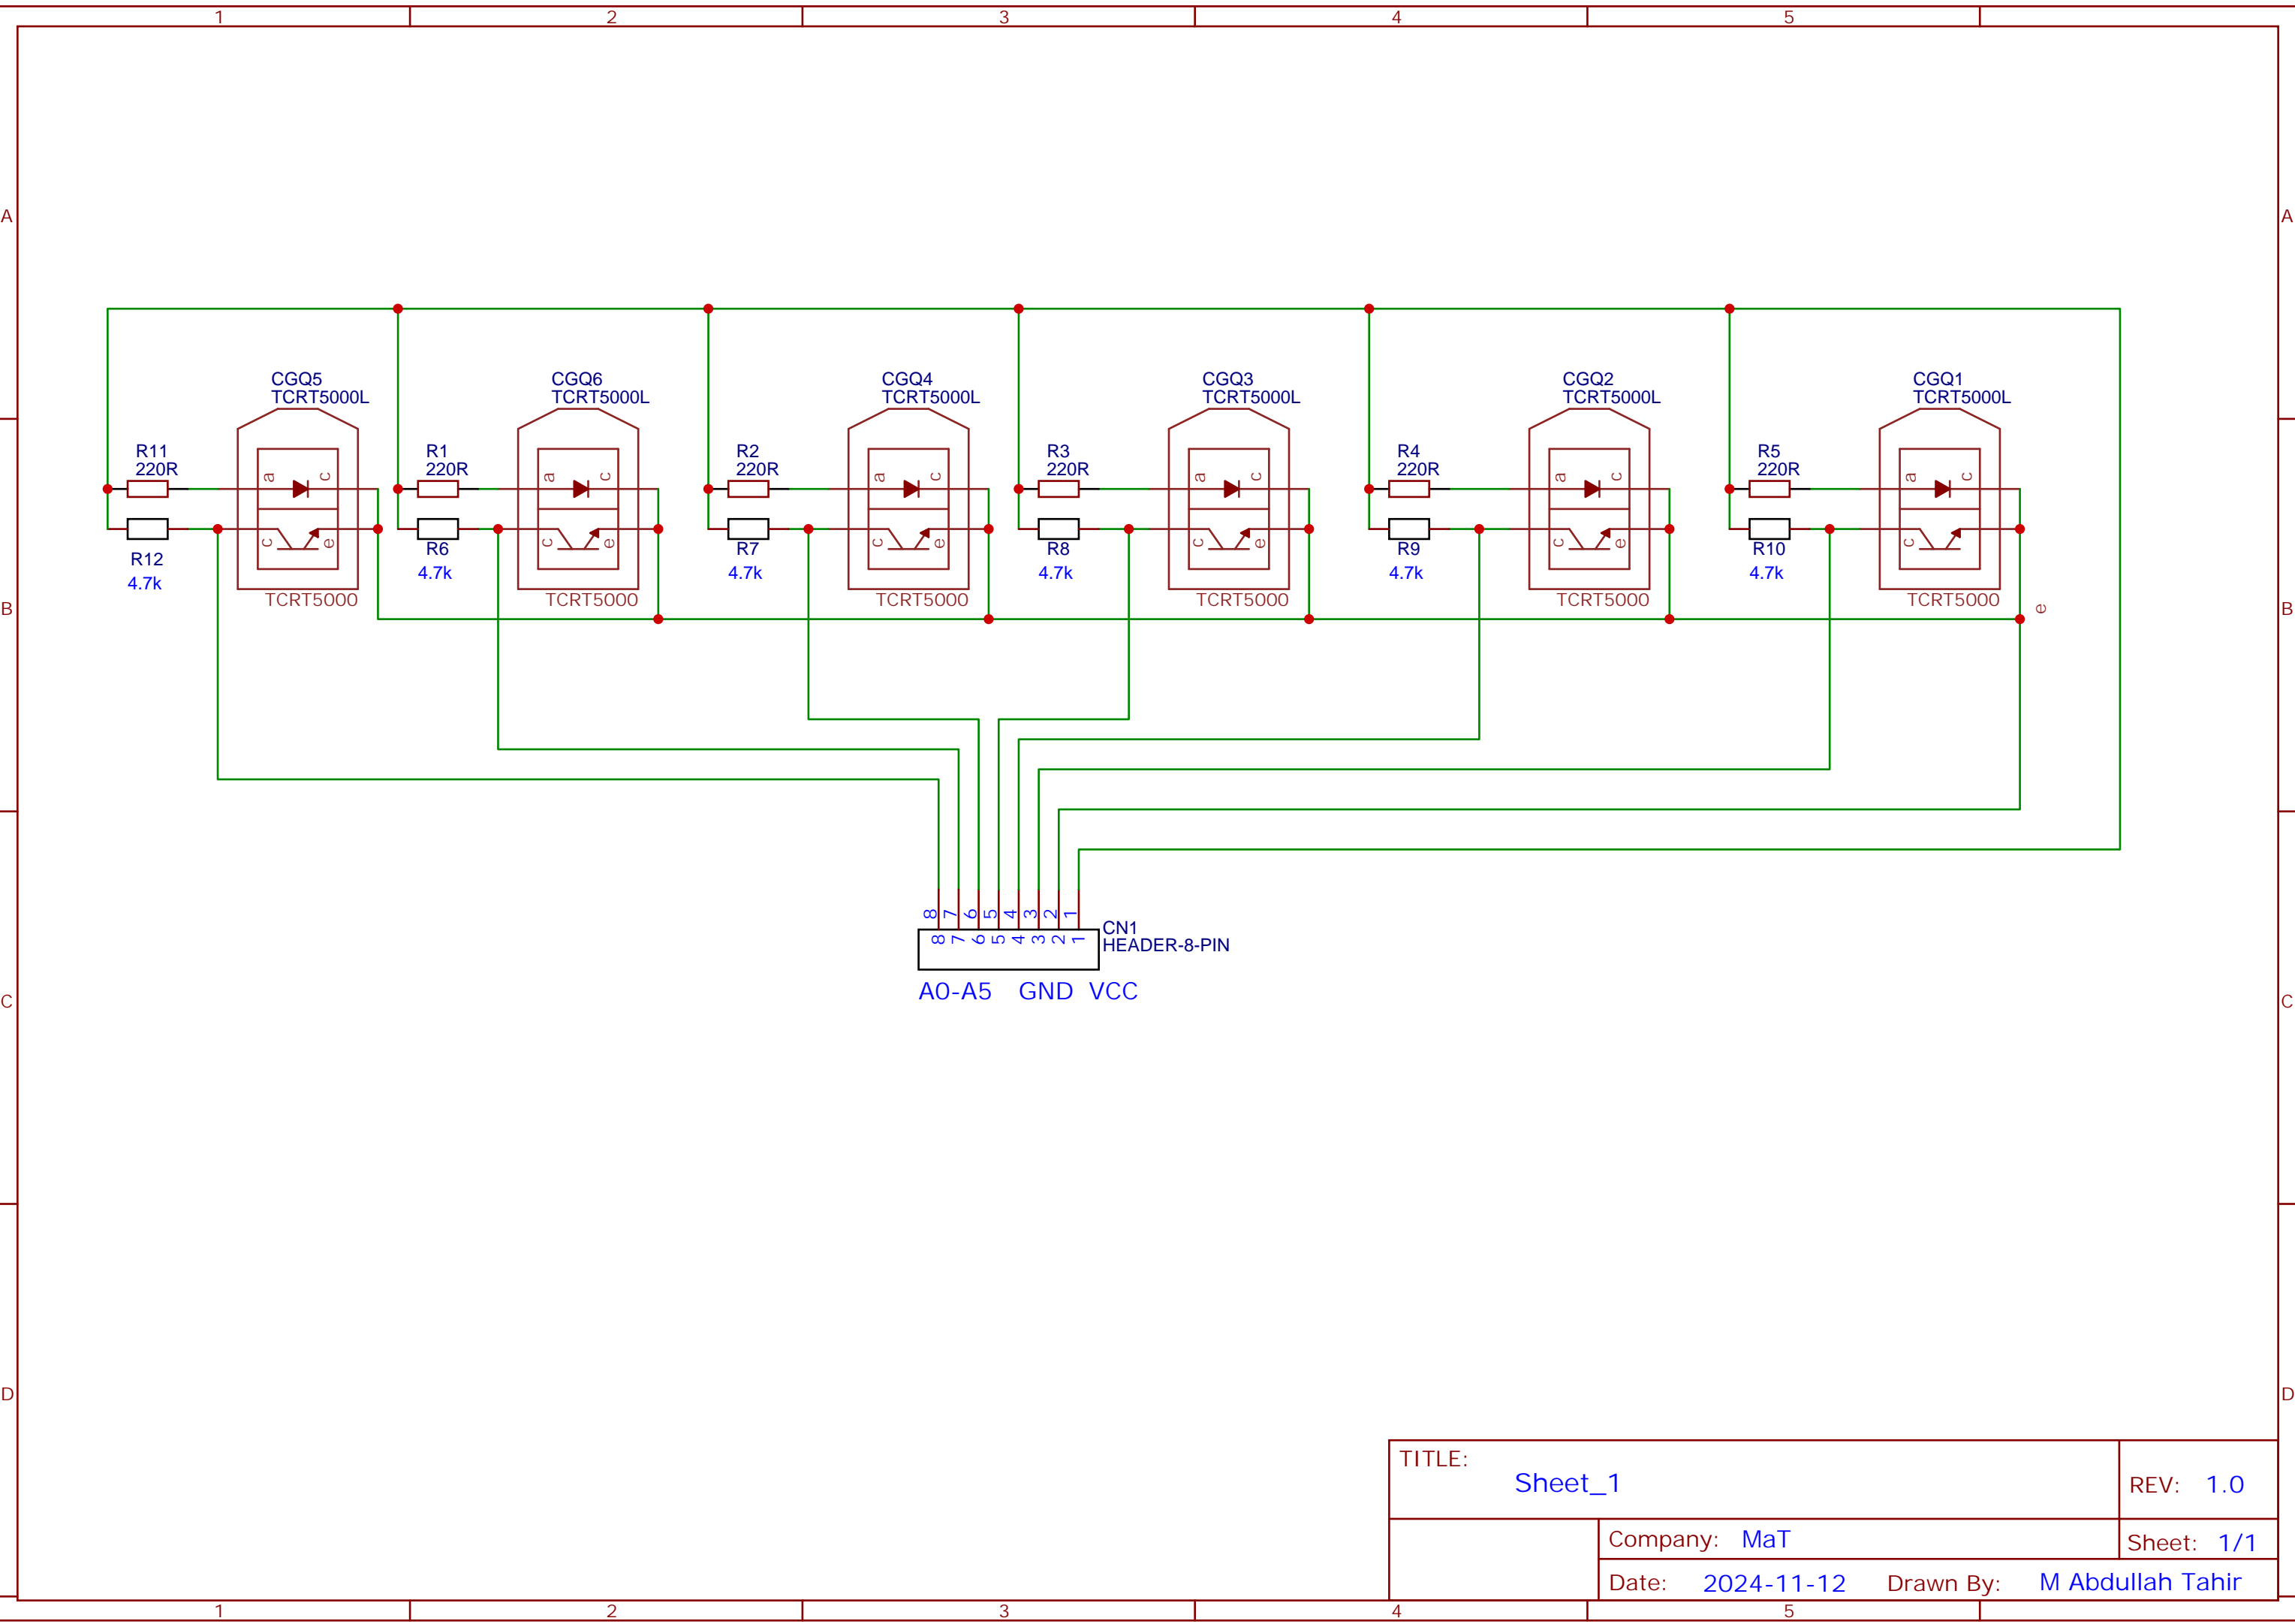 1 2 3 4 5
A A
CGQ5
TCRT5000L
CGQ6
TCRT5000L
CGQ4
TCRT5000L
CGQ3
TCRT5000L
CGQ2
TCRT5000L
CGQ1
TCRT5000L
R11
220R
R1
220R
R2
220R
R3
220R
R4
220R
R5
220R
a c a c a c a c a c a c
c e c e c e c e c e c e
R12
4.7k
R6
4.7k
R7
4.7k
R8
4.7k
R9
4.7k
R10
4.7k
TCRT5000 TCRT5000 TCRT5000 TCRT5000 TCRT5000 TCRT5000
B e B
8 7 6 5 4 3 2 1
8 7 6 5 4 3 2 1
CN1
HEADER-8-PIN
A0-A5 GND VCC
C C
D D
TITLE:
Sheet_1
REV: 1.0
Company: MaT
Sheet: 1/1
Date: 2024-11-12 Drawn By: M Abdullah Tahir
1 2 3 4 5